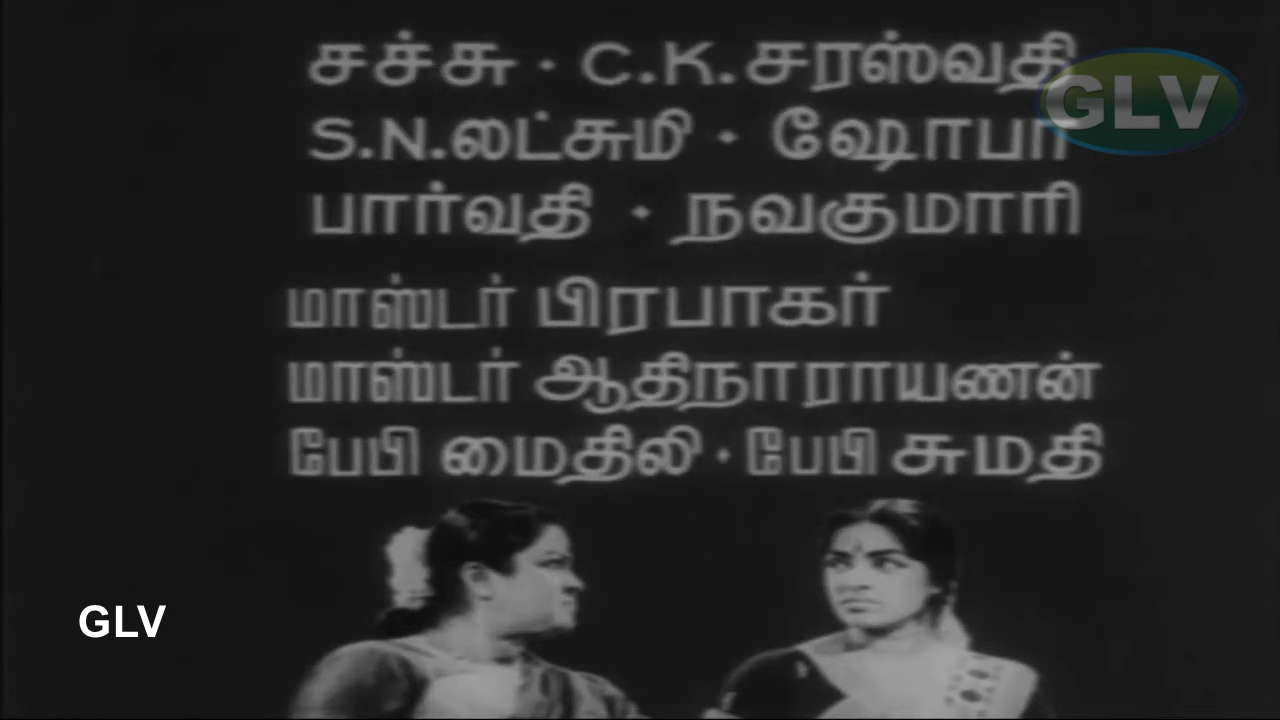 சச்சு · C.K.சரஸ்வதி
GLV
S.N.லட்சுமி · ஷோபா
பார்வதி · நவகுமாரி
மாஸ்டர் பிரபாகர்
மாஸ்டர் ஆதிநாராயணன்
பேபி மைதிலி · பேபி சுமதி
GLV